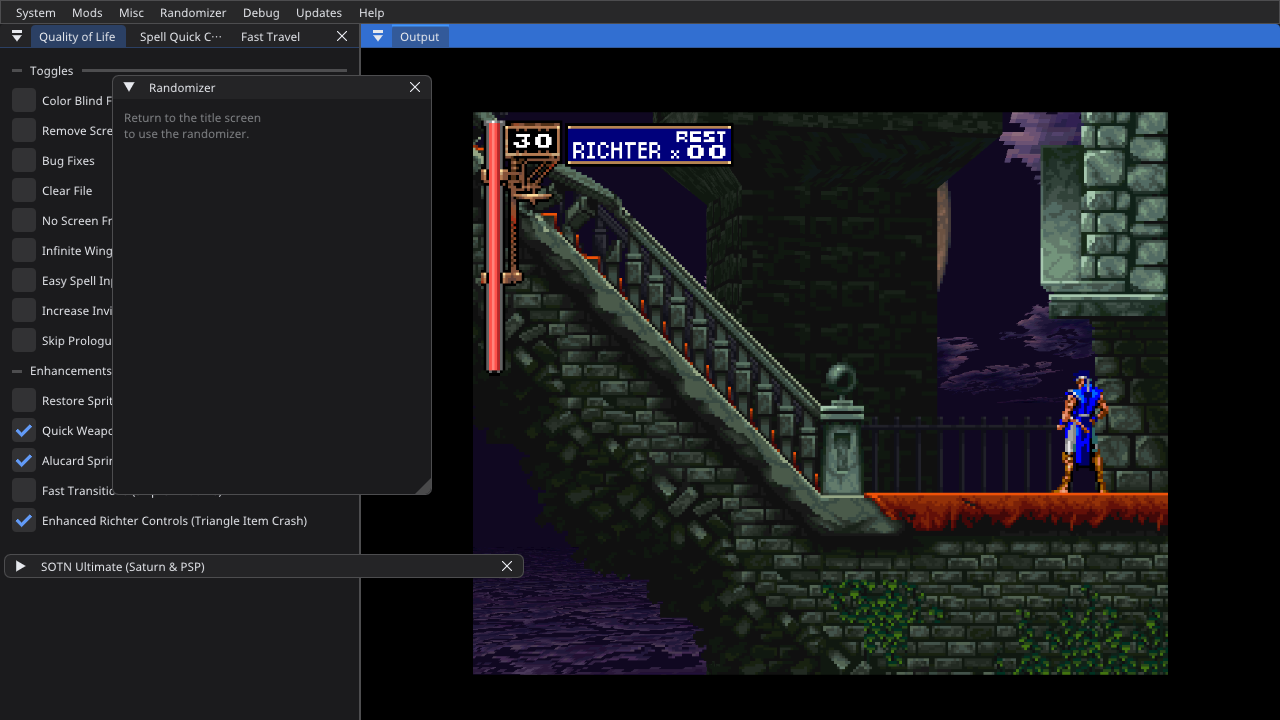 System Mods Misc Randomizer Debug Updates Help
Quality of Life Spell Quick C··· Fast Travel
Output
Toggles
Color Blind F
Remove Scre
Bug Fixes
Clear File
No Screen Fr
Infinite Wing
Easy Spell In
Increase Invi
Skip Prologu
Enhancements
Restore Sprit
Quick Weapo
Alucard Sprin
Fast Transitio
Enhanced Richter Controls (Triangle Item Crash)
Randomizer
Return to the title screen
to use the randomizer.
SOTN Ultimate (Saturn & PSP)
30
REST
RICHTER x 00